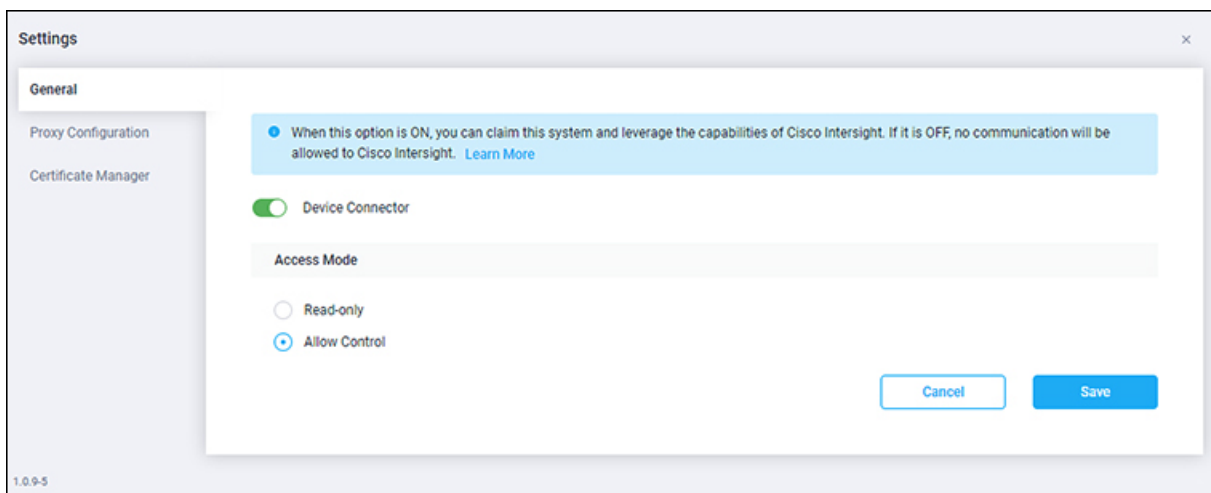 Settings
General
Proxy Configuration
Certificate Manager
When this option is ON, you can claim this system and leverage the capabilities of Cisco Intersight. If it is OFF, no communication will be
allowed to Cisco Intersight. Learn More
Device Connector
Access Mode
Read-only
Allow Control
Cancel
Save
1.0.9-5